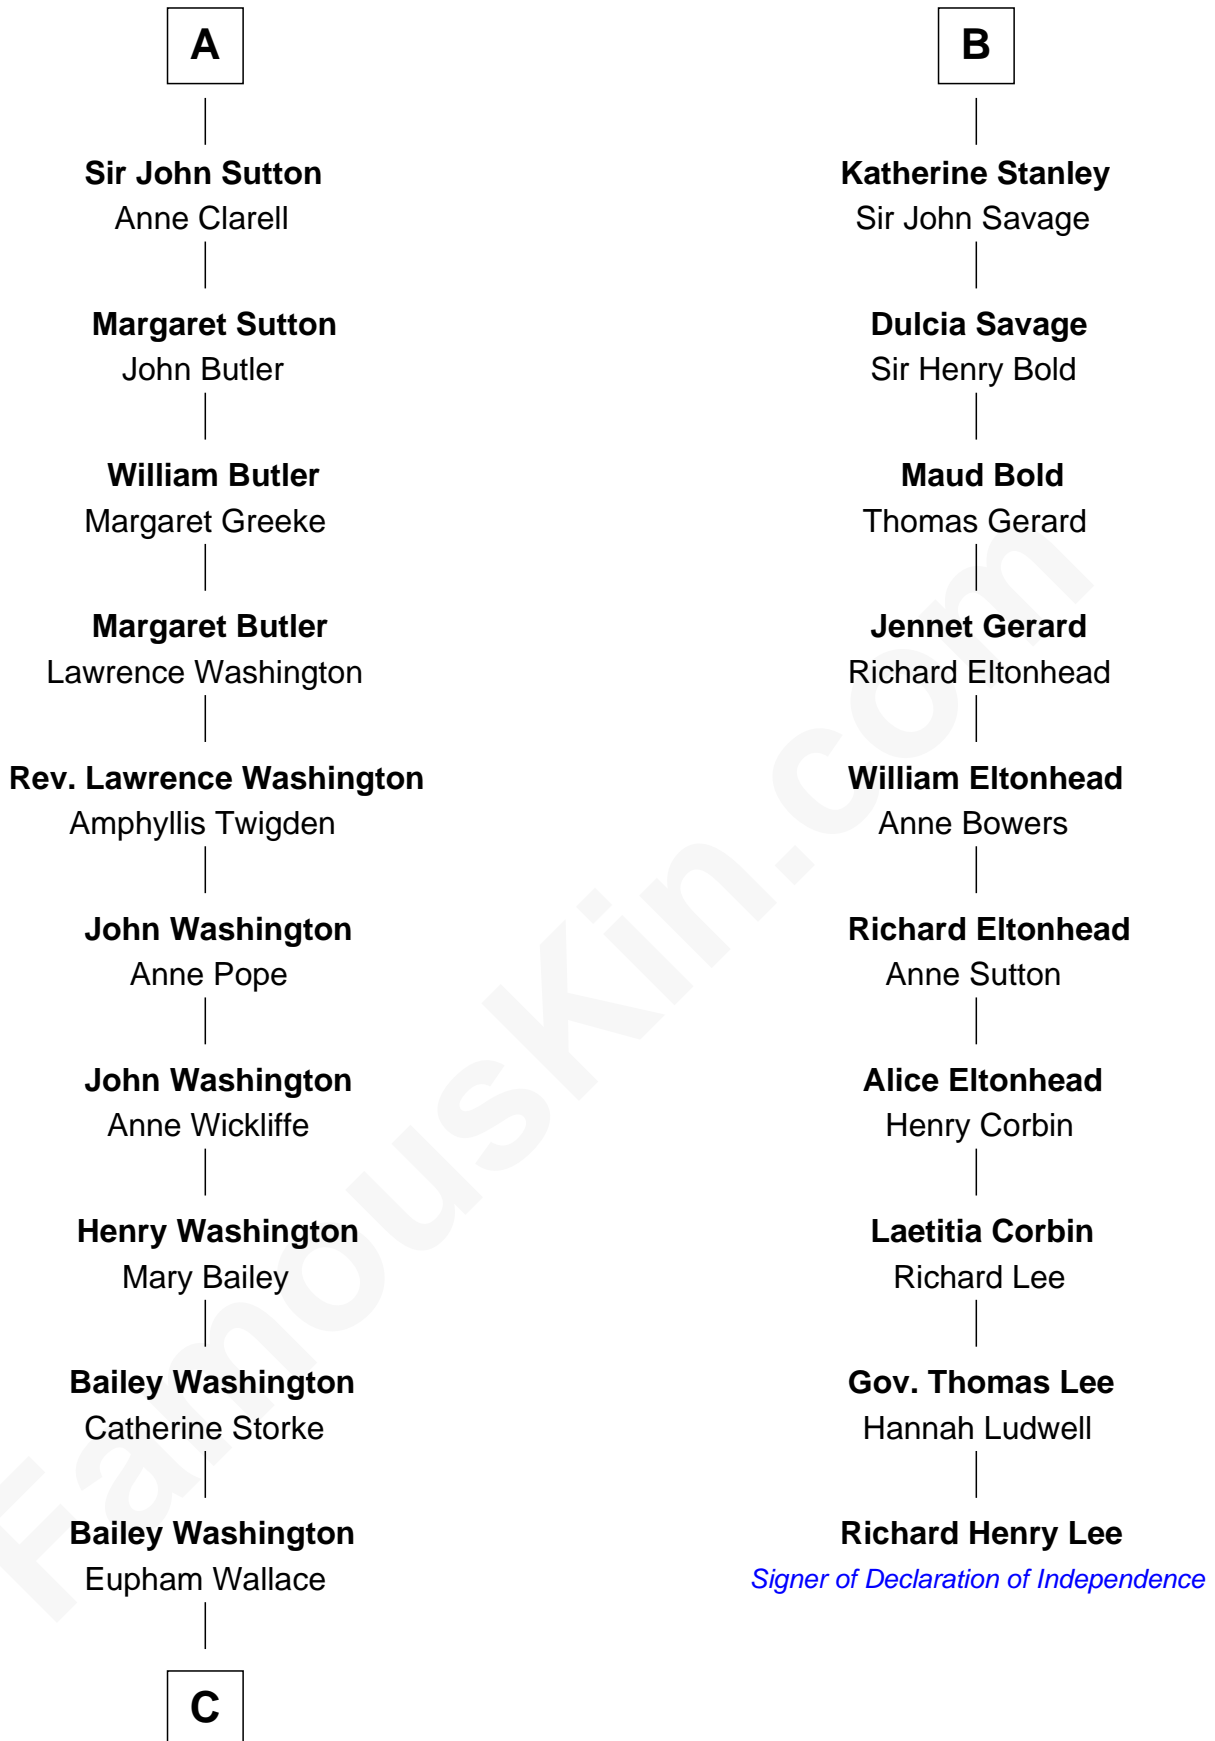 A
Sir John Sutton
Anne Clarell
Margaret Sutton
John Butler
William Butler
Margaret Greeke
Margaret Butler
Lawrence Washington
Rev. Lawrence Washington
Amphyllis Twigden
John Washington
Anne Pope
John Washington
Anne Wickliffe
Henry Washington
Mary Bailey
Bailey Washington
Catherine Storke
Bailey Washington
Eupham Wallace
C
B
Katherine Stanley
Sir John Savage
Dulcia Savage
Sir Henry Bold
Maud Bold
Thomas Gerard
Jennet Gerard
Richard Eltonhead
William Eltonhead
Anne Bowers
Richard Eltonhead
Anne Sutton
Alice Eltonhead
Henry Corbin
Laetitia Corbin
Richard Lee
Gov. Thomas Lee
Hannah Ludwell
Richard Henry Lee
Signer of Declaration of Independence
FamousKin.com